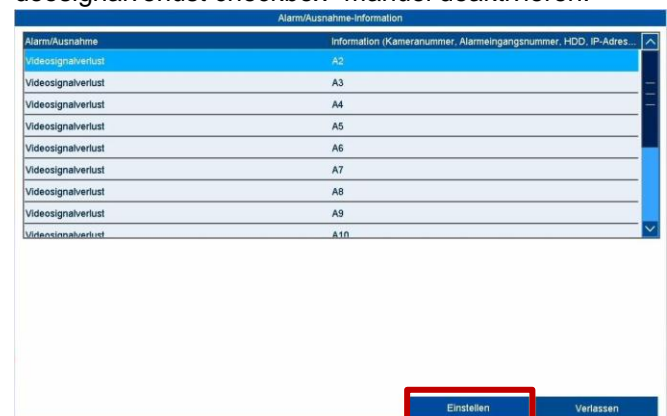 Alarm/Ausnahme-Information
Alarm/Ausnahme Information (Kameranummer, Alarmeingangsnummer, HDD, IP-Adres...
Videosignalverlust A2
Videosignalverlust A3
Videosignalverlust A4
Videosignalverlust A5
Videosignalverlust A6
Videosignalverlust A7
Videosignalverlust A8
Videosignalverlust A9
Videosignalverlust A10
Einstellen Verlassen